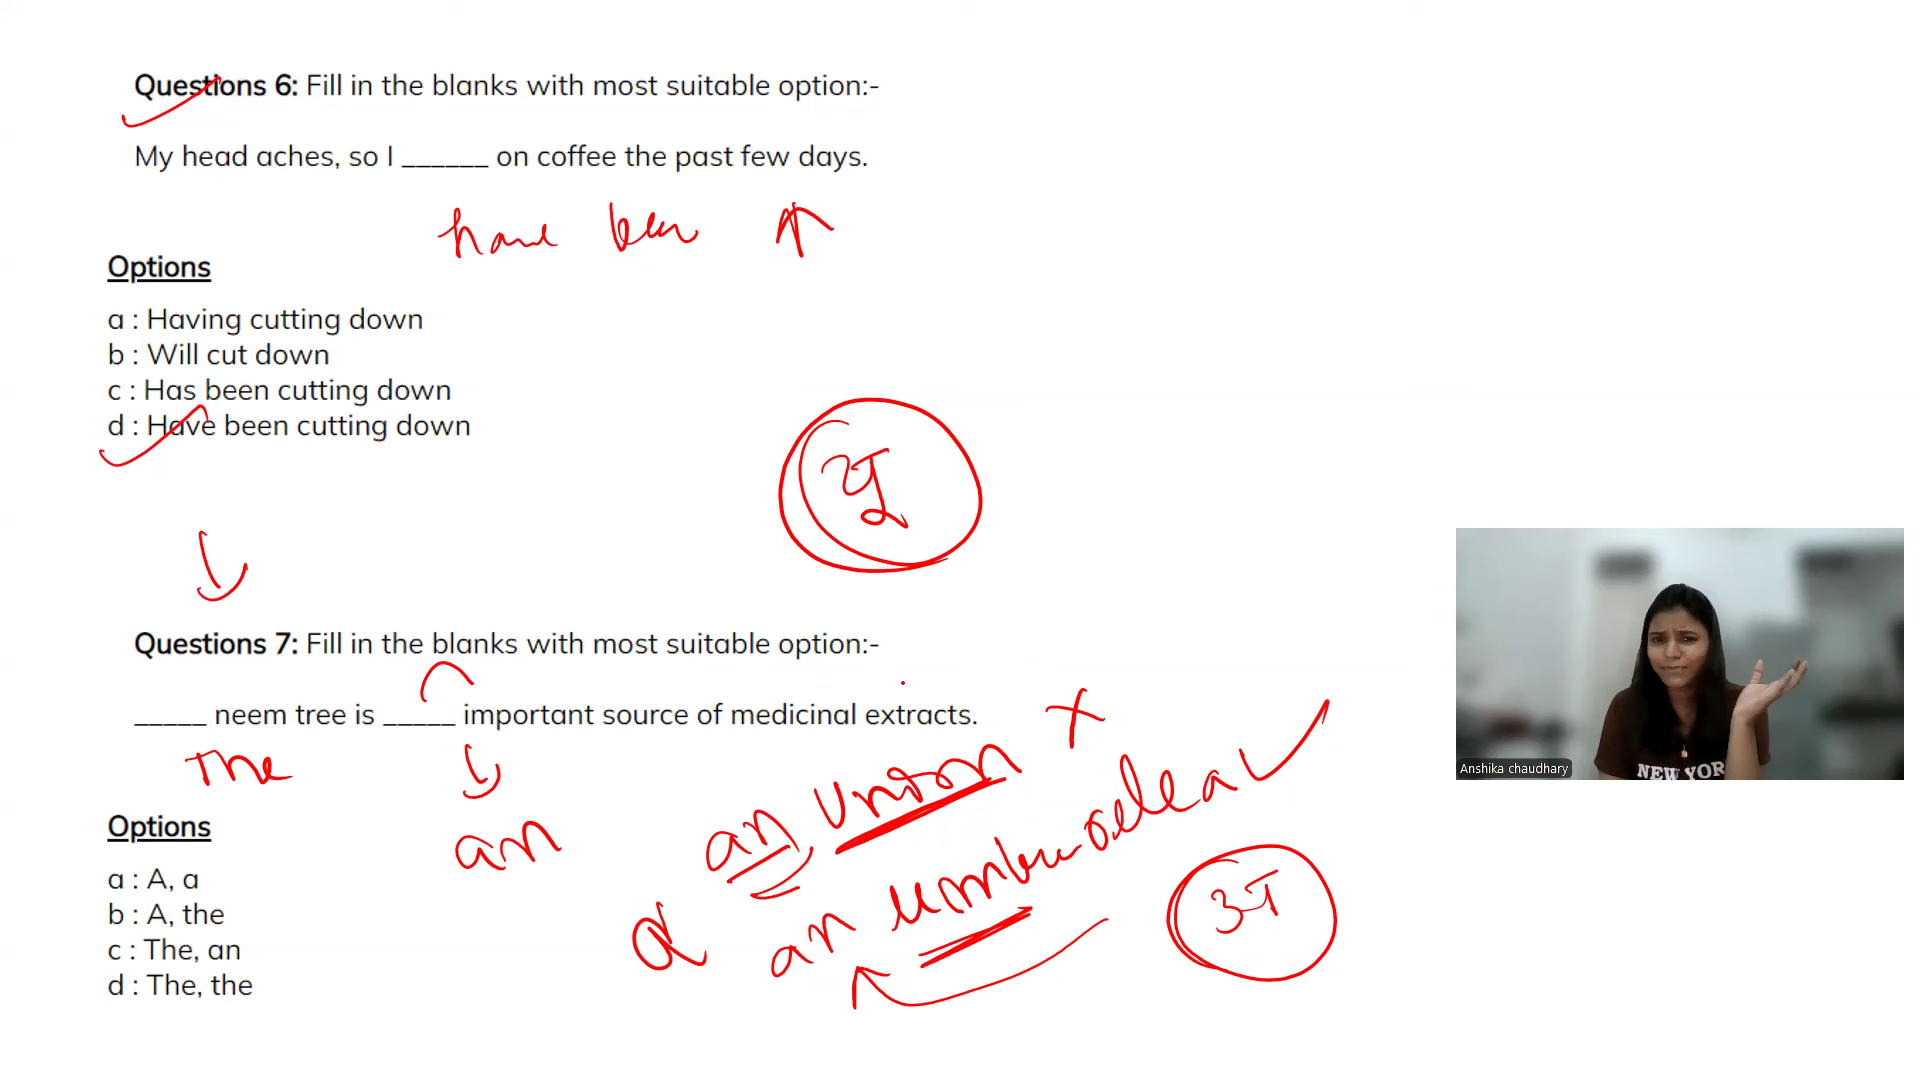 Questions 6: Fill in the blanks with most suitable option:-
My head aches, so I ______ on coffee the past few days.
have been
Options
a : Having cutting down
b : Will cut down
c : Has been cutting down
d : Have been cutting down
यु
Questions 7: Fill in the blanks with most suitable option:-
_____ neem tree is _____ important source of medicinal extracts.
The
an
an union ×
a
an umbrella
अ
Options
a : A, a
b : A, the
c : The, an
d : The, the
NEW YOR
Anshika chaudhary